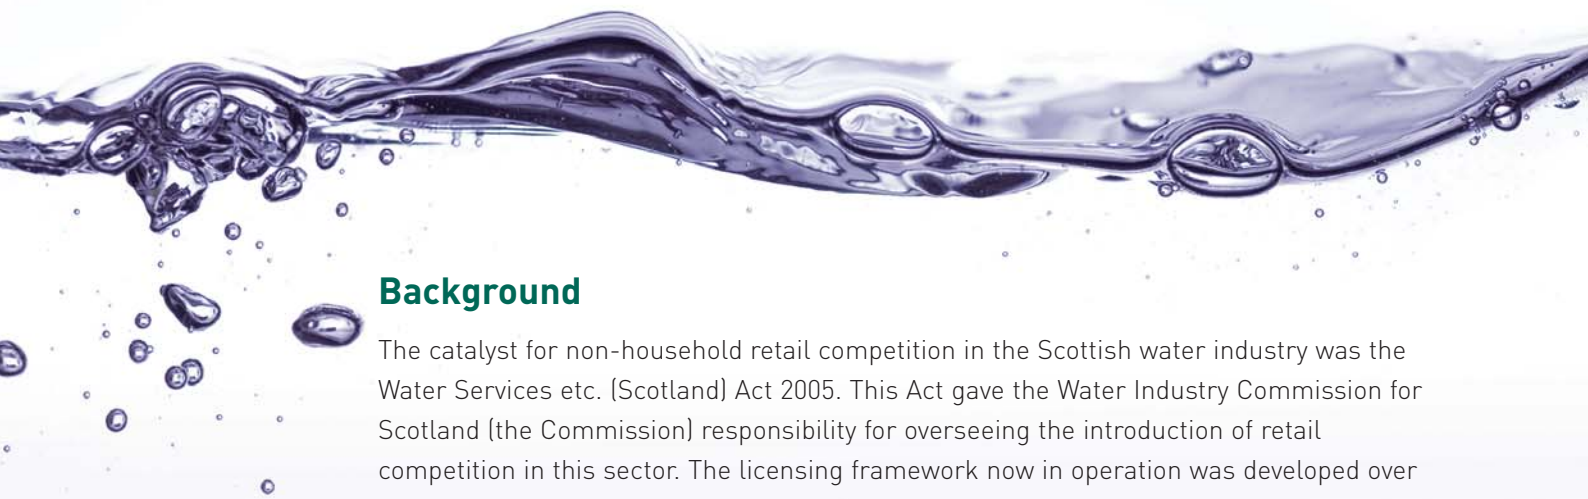 Background
The catalyst for non-household retail competition in the Scottish water industry was the
Water Services etc. (Scotland) Act 2005. This Act gave the Water Industry Commission for
Scotland (the Commission) responsibility for overseeing the introduction of retail
competition in this sector. The licensing framework now in operation was developed over